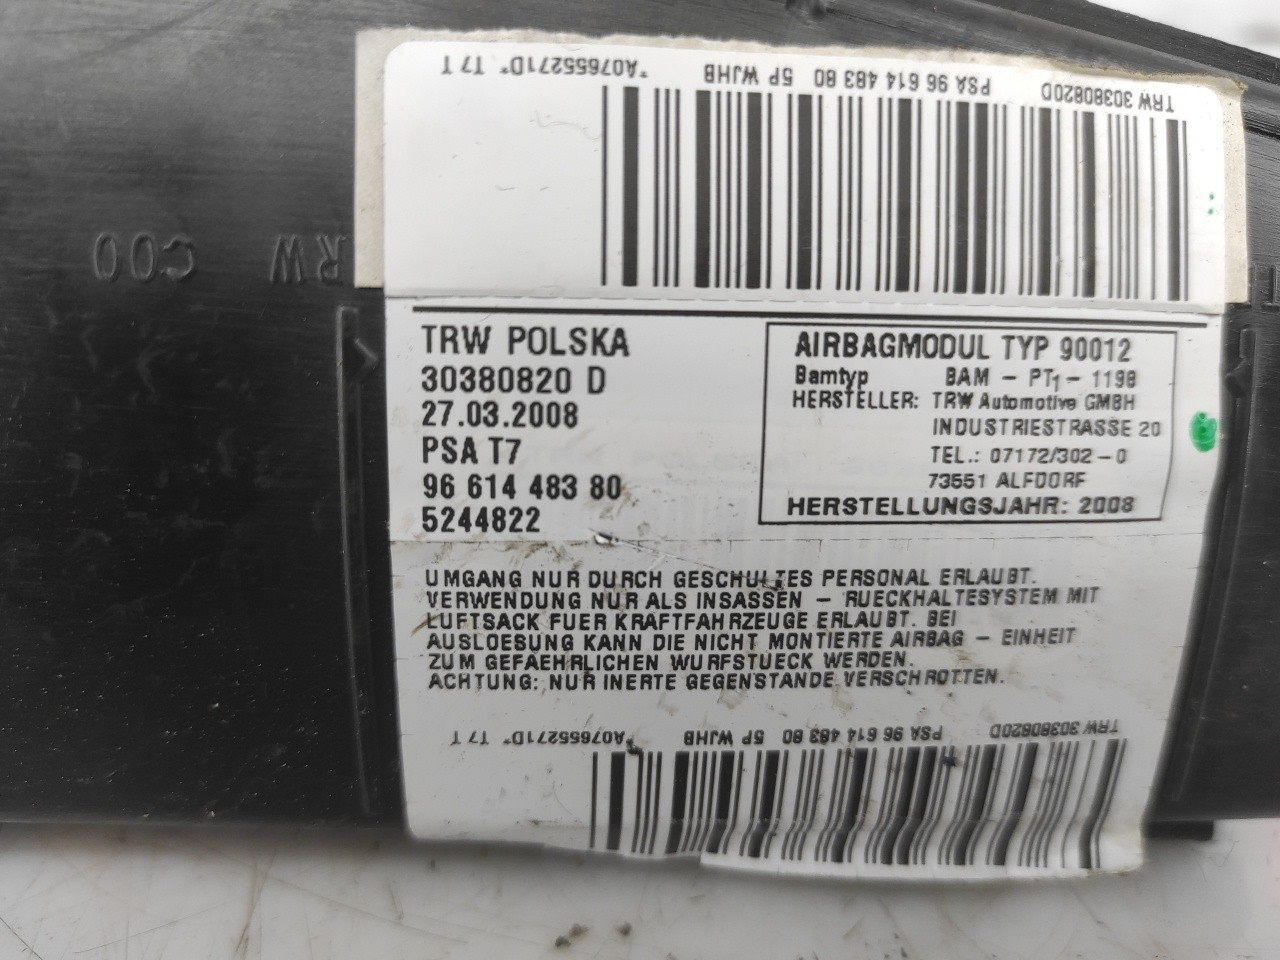 TRW 30380820D PSA 96 614 483 80 5P WJHB *A076555271D* T7 T
RW C00
TRW POLSKA
30380820 D
27.03.2008
PSA T7
96 614 483 80
5244822
AIRBAGMODUL TYP 90012
Bamtyp BAM - PT1 - 1198
HERSTELLER: TRW Automotive GMBH
INDUSTRIESTRASSE 20
TEL.: 07172/302-0
73551 ALFDORF
HERSTELLUNGSJAHR: 2008
UMGANG NUR DURCH GESCHULTES PERSONAL ERLAUBT.
VERWENDUNG NUR ALS INSASSEN - RUECKHALTESYSTEM MIT
LUFTSACK FUER KRAFTFAHRZEUGE ERLAUBT. BEI
AUSLOESUNG KANN DIE NICHT MONTIERTE AIRBAG - EINHEIT
ZUM GEFAEHRLICHEN WURFSTUECK WERDEN.
ACHTUNG: NUR INERTE GEGENSTANDE VERSCHROTTEN.
TRW 30380820D PSA 96 614 483 80 5P WJHB *A076555271D* T7 T